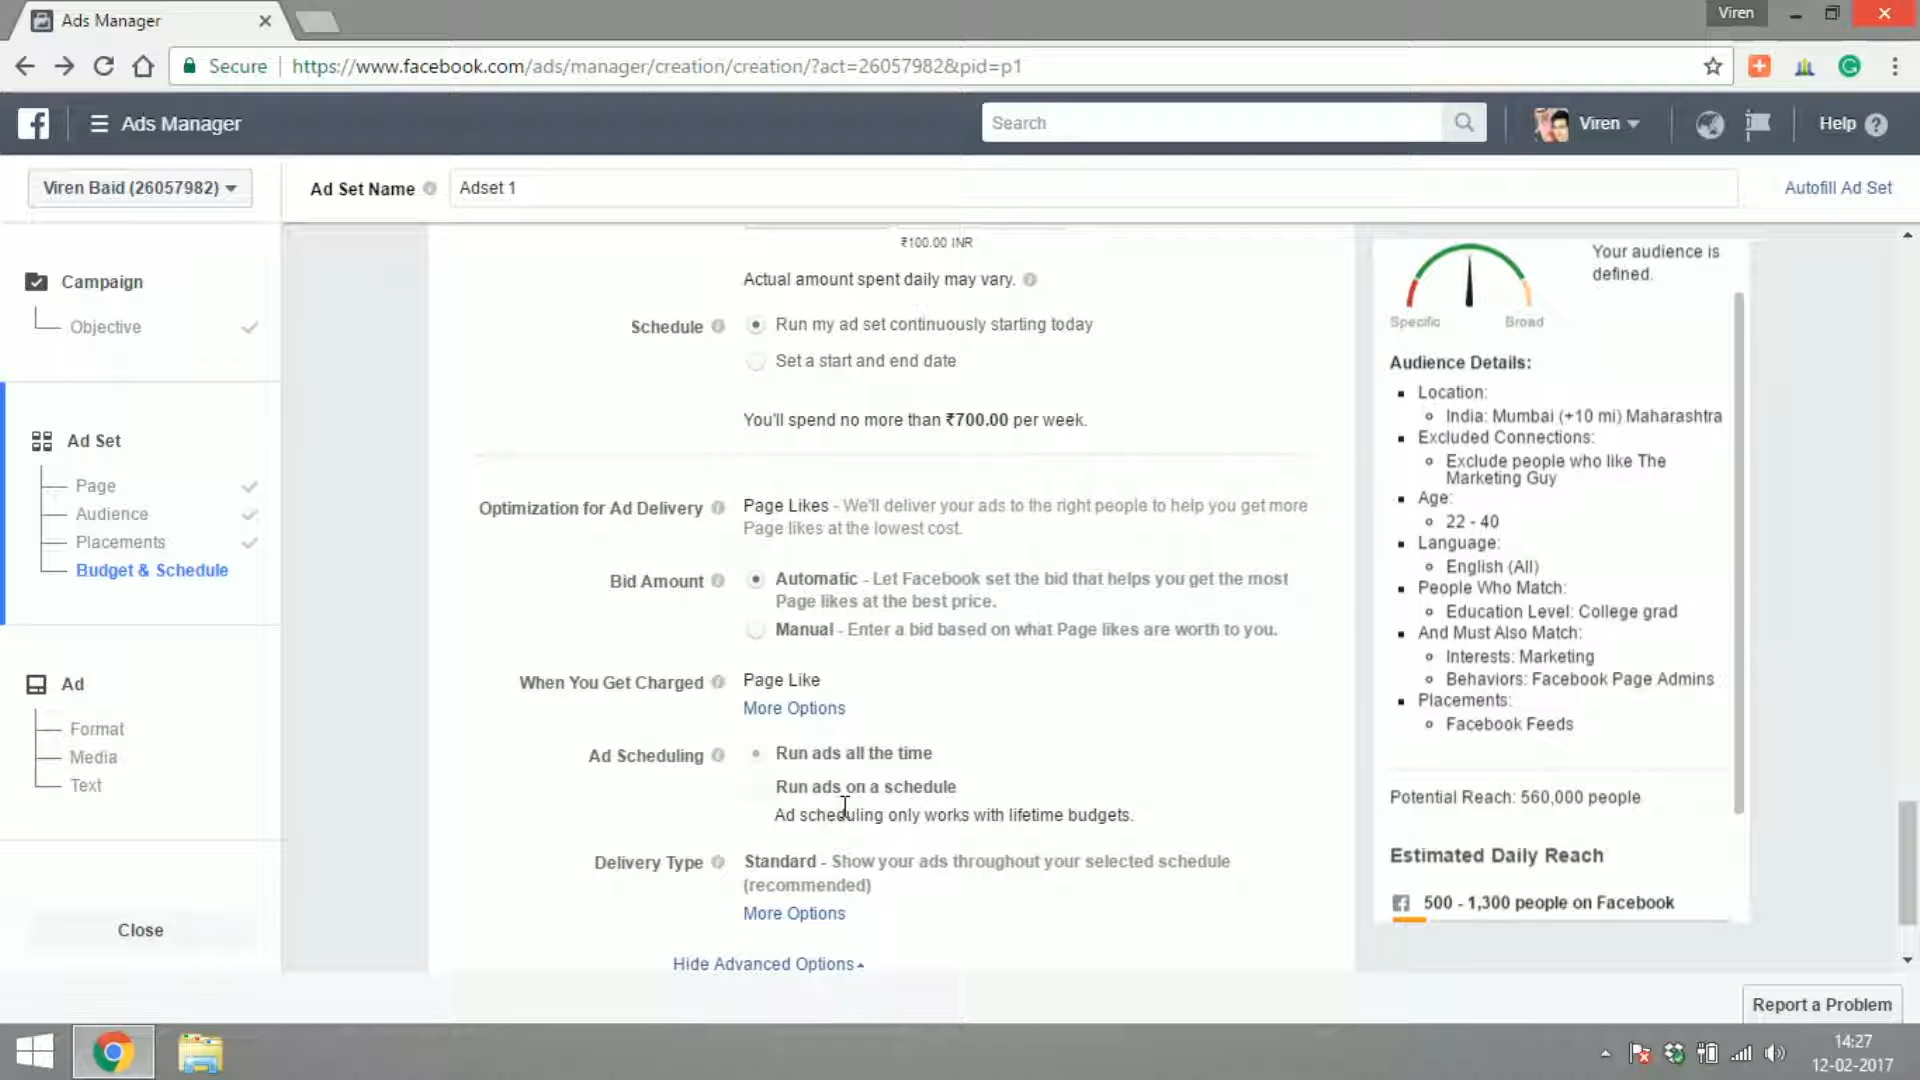 Ads Manager
Viren
Secure
https://www.facebook.com/ads/manager/creation/creation/?act=26057982&pid=p1
Ads Manager
Search
Viren
Help
Viren Baid (26057982)
Ad Set Name
Adset 1
Autofill Ad Set
Campaign
Objective
Ad Set
Page
Audience
Placements
Budget & Schedule
Ad
Format
Media
Text
Close
₹100.00 INR
Actual amount spent daily may vary.
Schedule
Run my ad set continuously starting today
Set a start and end date
You'll spend no more than ₹700.00 per week.
Optimization for Ad Delivery
Page Likes - We'll deliver your ads to the right people to help you get more
Page likes at the lowest cost.
Bid Amount
Automatic - Let Facebook set the bid that helps you get the most
Page likes at the best price.
Manual - Enter a bid based on what Page likes are worth to you.
When You Get Charged
Page Like
More Options
Ad Scheduling
Run ads all the time
Run ads on a schedule
Ad scheduling only works with lifetime budgets.
Delivery Type
Standard - Show your ads throughout your selected schedule
(recommended)
More Options
Hide Advanced Options
Your audience is
defined.
Specific
Broad
Audience Details:
Location:
India: Mumbai (+10 mi) Maharashtra
Excluded Connections:
Exclude people who like The
Marketing Guy
Age:
22 - 40
Language:
English (All)
People Who Match:
Education Level: College grad
And Must Also Match:
Interests: Marketing
Behaviors: Facebook Page Admins
Placements:
Facebook Feeds
Potential Reach: 560,000 people
Estimated Daily Reach
500 - 1,300 people on Facebook
Report a Problem
14:27
12-02-2017